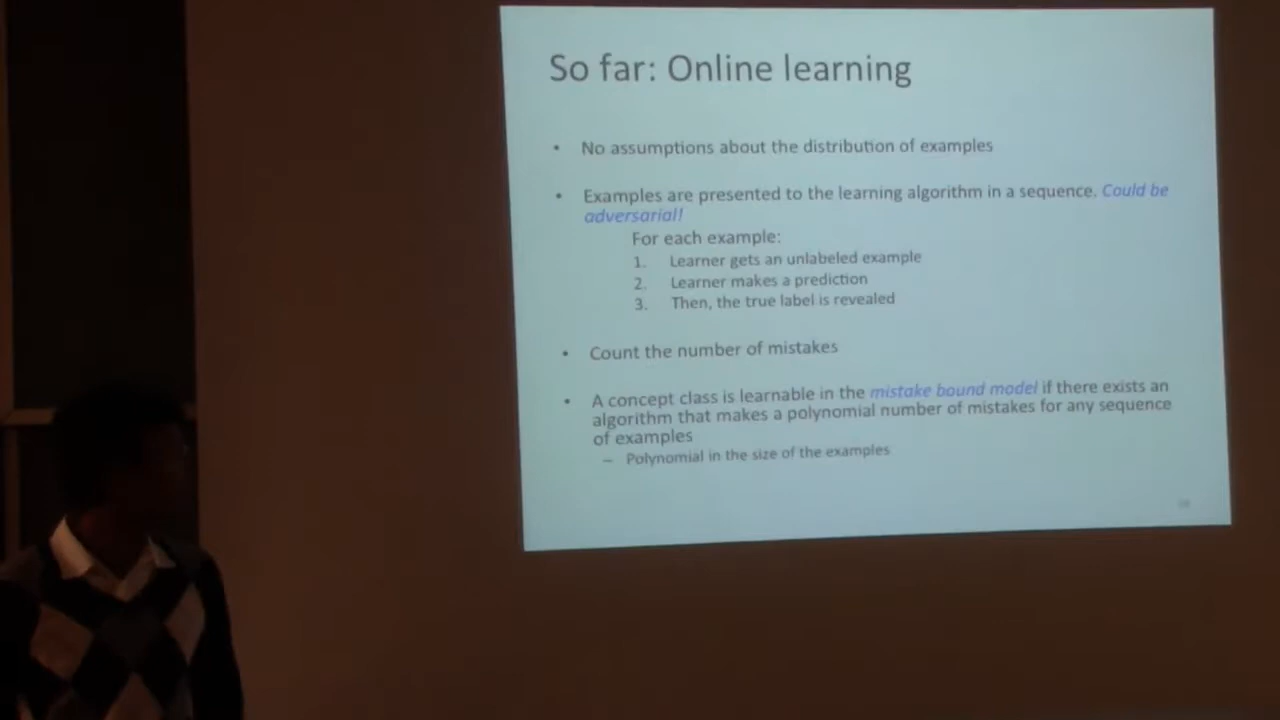 So far: Online learning
• No assumptions about the distribution of examples
• Examples are presented to the learning algorithm in a sequence. Could be
adversarial!
For each example:
1. Learner gets an unlabeled example
2. Learner makes a prediction
3. Then, the true label is revealed
• Count the number of mistakes
• A concept class is learnable in the mistake bound model if there exists an
algorithm that makes a polynomial number of mistakes for any sequence
of examples
– Polynomial in the size of the examples